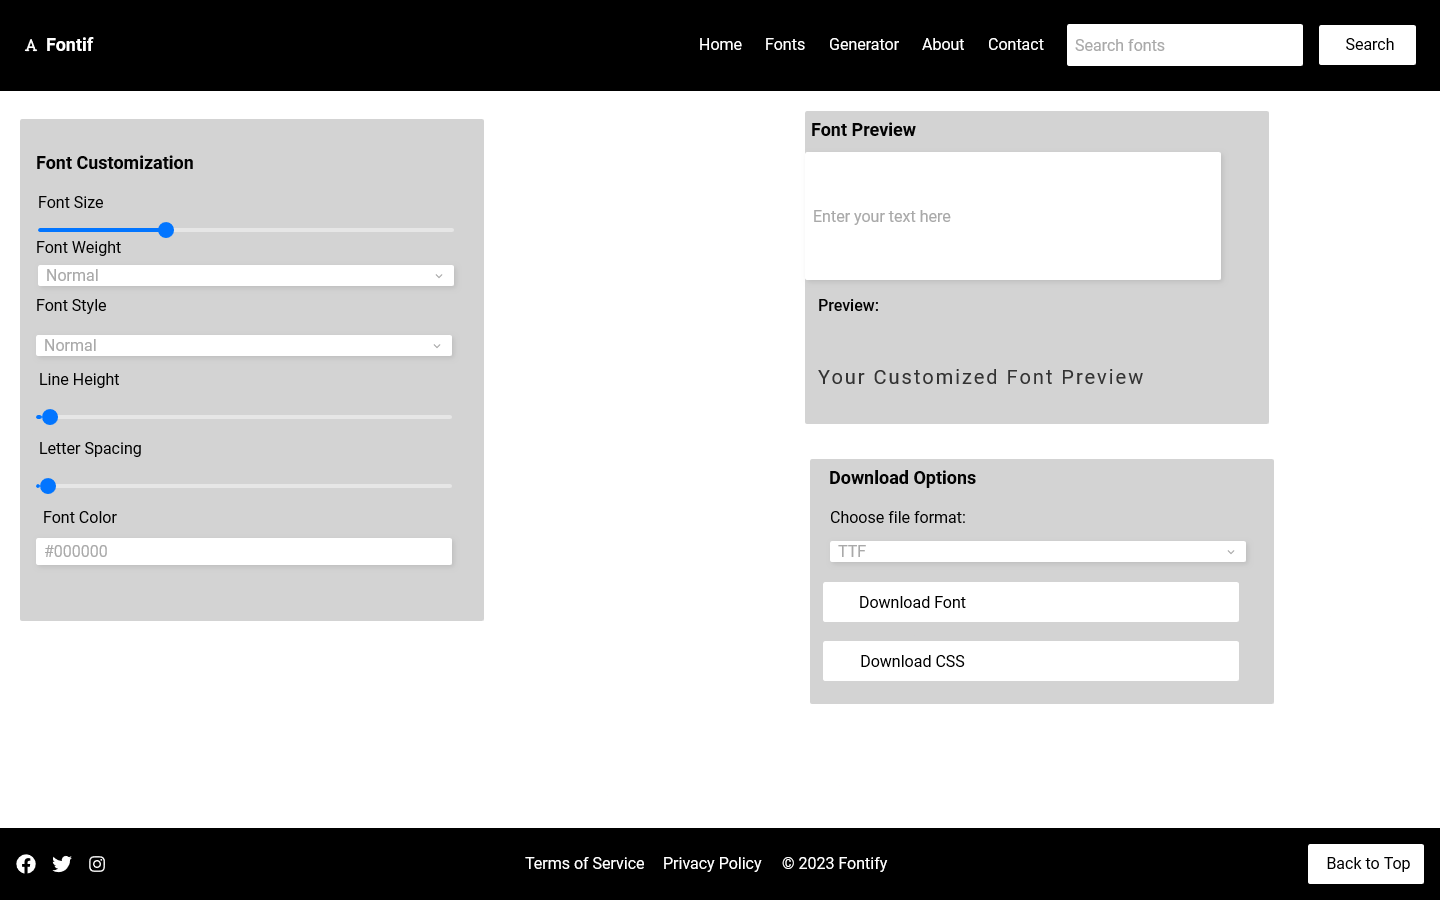 A Fontif
Home Fonts Generator About Contact Search fonts Search
Font Customization
Font Size
Font Weight
Normal
Font Style
Normal
Line Height
Letter Spacing
Font Color
#000000
Font Preview
Enter your text here
Preview:
Your Customized Font Preview
Download Options
Choose file format:
TTF
Download Font
Download CSS
Terms of Service Privacy Policy © 2023 Fontify
Back to Top